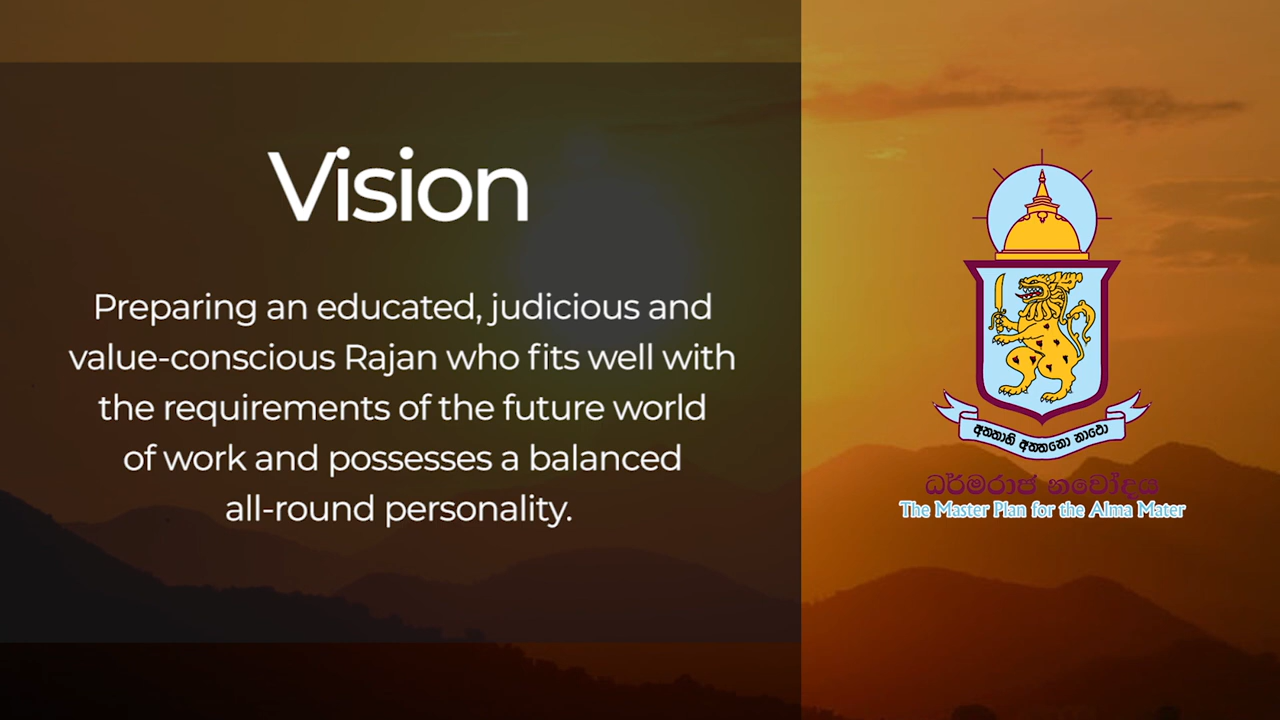 Vision
Preparing an educated, judicious and
value-conscious Rajan who fits well with
the requirements of the future world
of work and possesses a balanced
all-round personality.
අත්තාහි අත්තනො නාථො
ධර්මරාජ නවෝදය
The Master Plan for the Alma Mater